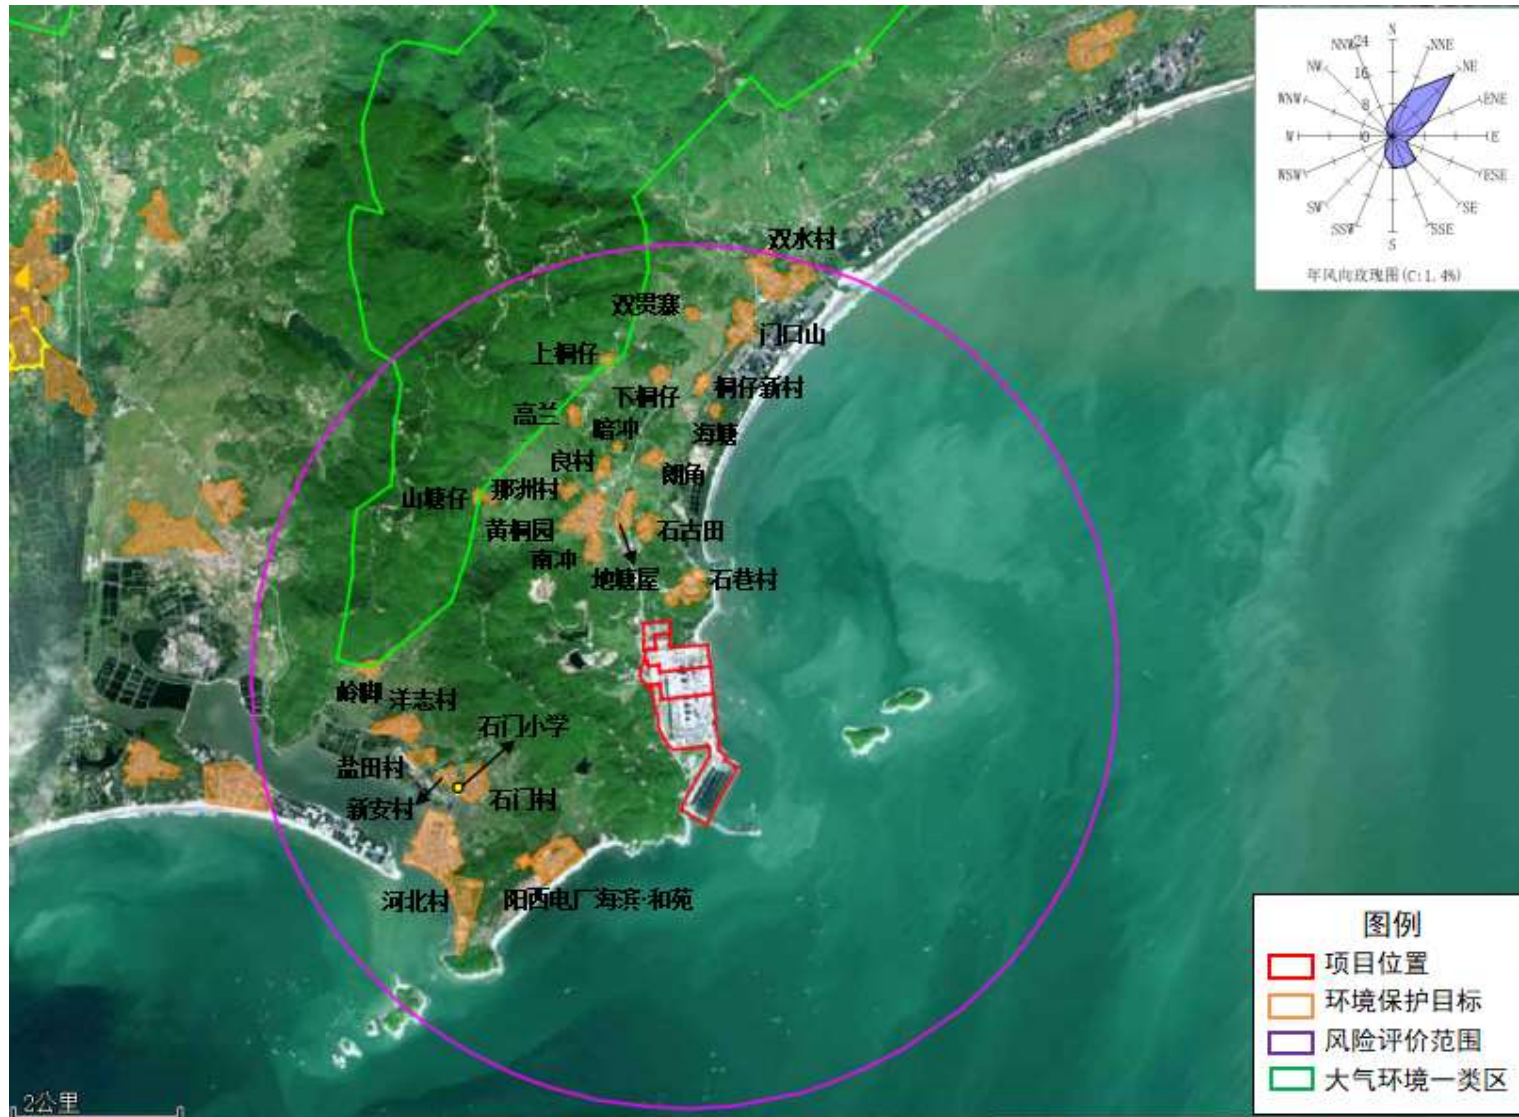 N
NNW
24
NNE
NW
16
NE
WNW
8
ENE
W
0
E
WSW
ESE
SW
SE
SSW
SSE
S
年风向玫瑰图(C:1.4%)
双水村
双贯寨
门口山
上桐仔
下桐仔
桐仔新村
高兰
暗冲
海塘
良村
朗角
山塘仔
那洲村
黄桐园
石古田
南冲
地塘屋
石巷村
岭脚
洋志村
石门小学
盐田村
新安村
石门村
河北村
阳西电厂海滨·和苑
图例
项目位置
环境保护目标
风险评价范围
大气环境一类区
2公里